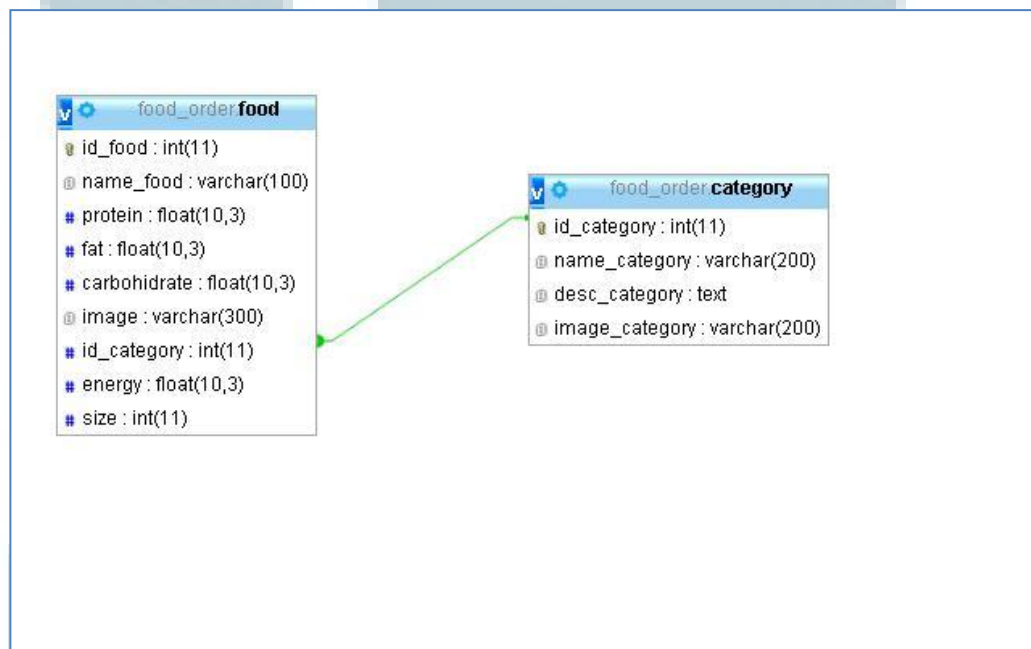 food_order.food
id_food : int(11)
name_food : varchar(100)
protein : float(10,3)
fat : float(10,3)
carbohidrate : float(10,3)
image : varchar(300)
id_category : int(11)
energy : float(10,3)
size : int(11)
food_order.category
id_category : int(11)
name_category : varchar(200)
desc_category : text
image_category : varchar(200)